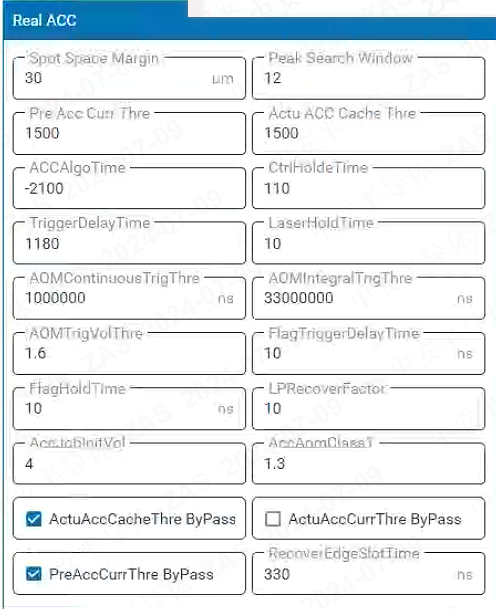 Real ACC
Spot Space Margin
30 μm
Peak Search Window
12
Pre Acc Curr Thre
1500
Actu ACC Cache Thre
1500
ACCAlgoTime
-2100
CtrlHoldeTime
110
TriggerDelayTime
1180
LaserHoldTime
10
AOMContinuousTrigThre
1000000 ns
AOMIntegralTrigThre
33000000 ns
AOMTrigVolThre
1.6
FlagTriggerDelayTime
10 ns
FlagHoldTime
10 ns
LPRecoverFactor
10
AccJobInitVol
4
AccAomClassT
1.3
ActuAccCacheThre ByPass
ActuAccCurrThre ByPass
PreAccCurrThre ByPass
RecoverEdgeSlotTime
330 ns